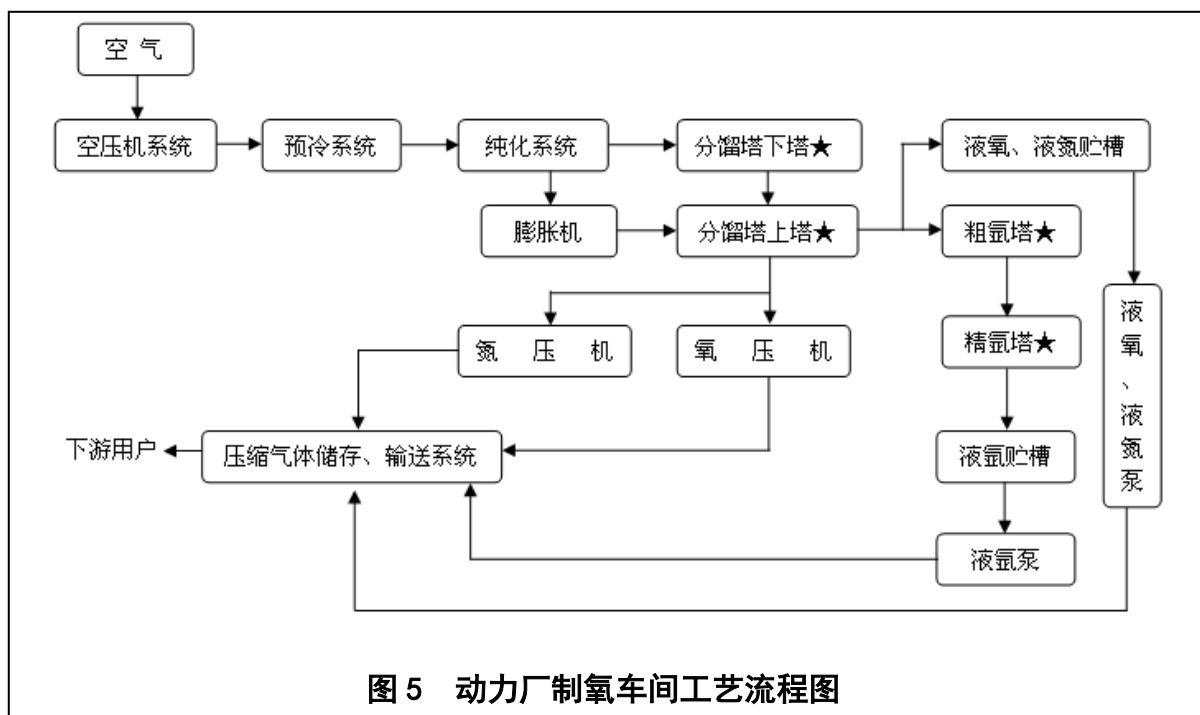 空 气
空压机系统
预冷系统
纯化系统
分馏塔下塔★
液氧、液氮贮槽
膨胀机
分馏塔上塔★
粗氩塔★
液氧、液氮泵
氮 压 机
氧 压 机
精氩塔★
下游用户
压缩气体储存、输送系统
液氩贮槽
液氩泵
图 5 动力厂制氧车间工艺流程图